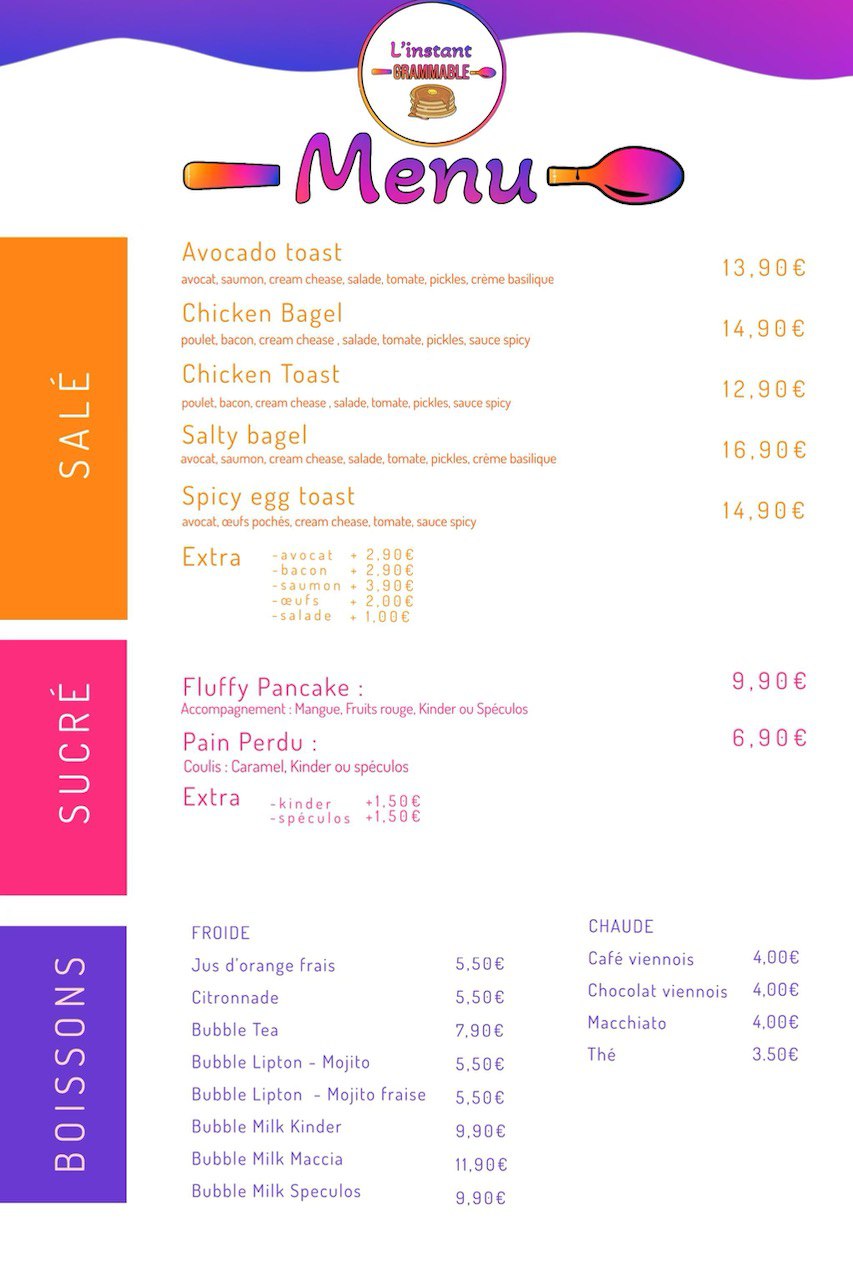 L'instant
GRAMMABLE
Menu
SALÉ
Avocado toast 13,90€
avocat, saumon, cream chease, salade, tomate, pickles, crème basilique
Chicken Bagel 14,90€
poulet, bacon, cream chease , salade, tomate, pickles, sauce spicy
Chicken Toast 12,90€
poulet, bacon, cream chease , salade, tomate, pickles, sauce spicy
Salty bagel 16,90€
avocat, saumon, cream chease, salade, tomate, pickles, crème basilique
Spicy egg toast 14,90€
avocat, œufs pochés, cream chease, tomate, sauce spicy
Extra
-avocat + 2,90€
-bacon + 2,90€
-saumon + 3,90€
-œufs + 2,00€
-salade + 1,00€
SUCRÉ
Fluffy Pancake : 9,90€
Accompagnement : Mangue, Fruits rouge, Kinder ou Spéculos
Pain Perdu : 6,90€
Coulis : Caramel, Kinder ou spéculos
Extra
-kinder +1,50€
-spéculos +1,50€
BOISSONS
FROIDE
Jus d'orange frais 5,50€
Citronnade 5,50€
Bubble Tea 7,90€
Bubble Lipton - Mojito 5,50€
Bubble Lipton - Mojito fraise 5,50€
Bubble Milk Kinder 9,90€
Bubble Milk Maccia 11,90€
Bubble Milk Speculos 9,90€
CHAUDE
Café viennois 4,00€
Chocolat viennois 4,00€
Macchiato 4,00€
Thé 3.50€